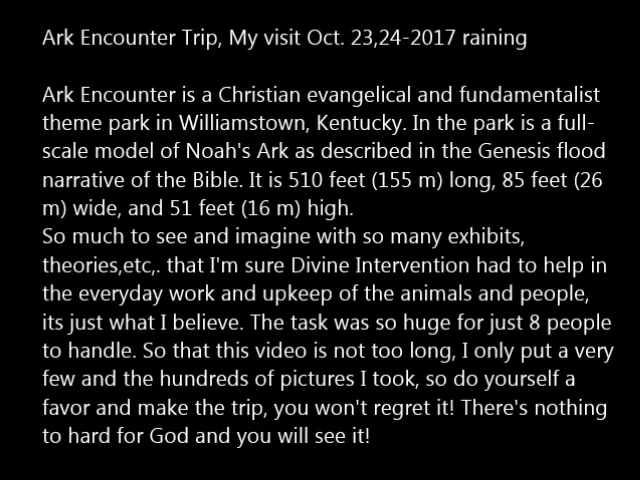 Ark Encounter Trip, My visit Oct. 23,24-2017 raining
Ark Encounter is a Christian evangelical and fundamentalist
theme park in Williamstown, Kentucky. In the park is a full-
scale model of Noah's Ark as described in the Genesis flood
narrative of the Bible. It is 510 feet (155 m) long, 85 feet (26
m) wide, and 51 feet (16 m) high.
So much to see and imagine with so many exhibits,
theories,etc,. that I'm sure Divine Intervention had to help in
the everyday work and upkeep of the animals and people,
its just what I believe. The task was so huge for just 8 people
to handle. So that this video is not too long, I only put a very
few and the hundreds of pictures I took, so do yourself a
favor and make the trip, you won't regret it! There's nothing
to hard for God and you will see it!